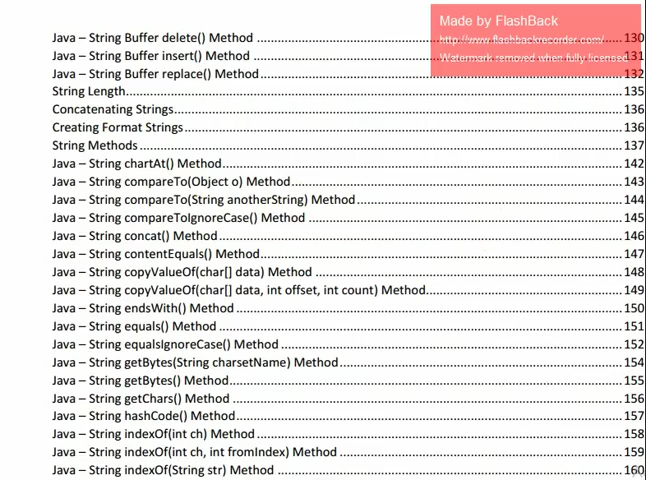 Made by FlashBack
http://www.flashbackrecorder.com/
Watermark removed when fully licensed
Java – String Buffer delete() Method ........ 130
Java – String Buffer insert() Method ........ 131
Java – String Buffer replace() Method ........ 132
String Length ........ 135
Concatenating Strings ........ 136
Creating Format Strings ........ 136
String Methods ........ 137
Java – String chartAt() Method ........ 142
Java – String compareTo(Object o) Method ........ 143
Java – String compareTo(String anotherString) Method ........ 144
Java – String compareToIgnoreCase() Method ........ 145
Java – String concat() Method ........ 146
Java – String contentEquals() Method ........ 147
Java – String copyValueOf(char[] data) Method ........ 148
Java – String copyValueOf(char[] data, int offset, int count) Method ........ 149
Java – String endsWith() Method ........ 150
Java – String equals() Method ........ 151
Java – String equalsIgnoreCase() Method ........ 152
Java – String getBytes(String charsetName) Method ........ 154
Java – String getBytes() Method ........ 155
Java – String getChars() Method ........ 156
Java – String hashCode() Method ........ 157
Java – String indexOf(int ch) Method ........ 158
Java – String indexOf(int ch, int fromIndex) Method ........ 159
Java – String indexOf(String str) Method ........ 160